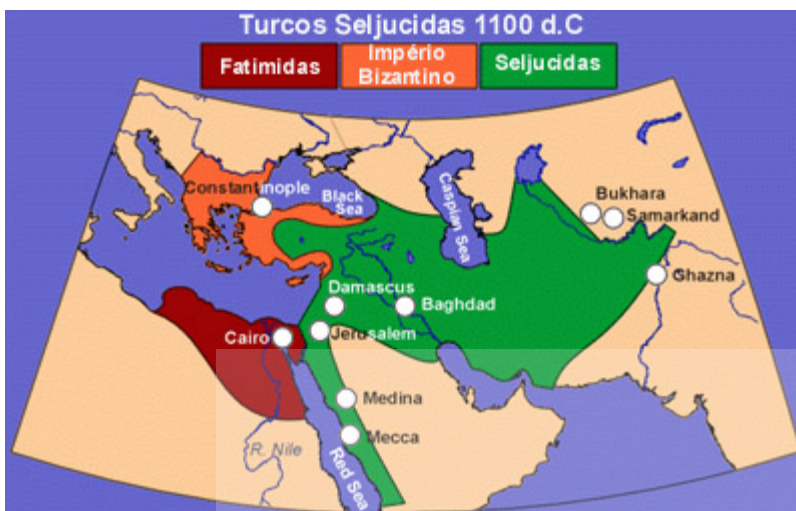 Turcos Seljucidas 1100 d.C
Fatimidas
Império
Bizantino
Seljucidas
Constantinople
Black
Sea
Caspian Sea
Bukhara
Samarkand
Ghazna
Damascus
Baghdad
Cairo
Jerusalem
Medina
Mecca
R. Nile
Red Sea